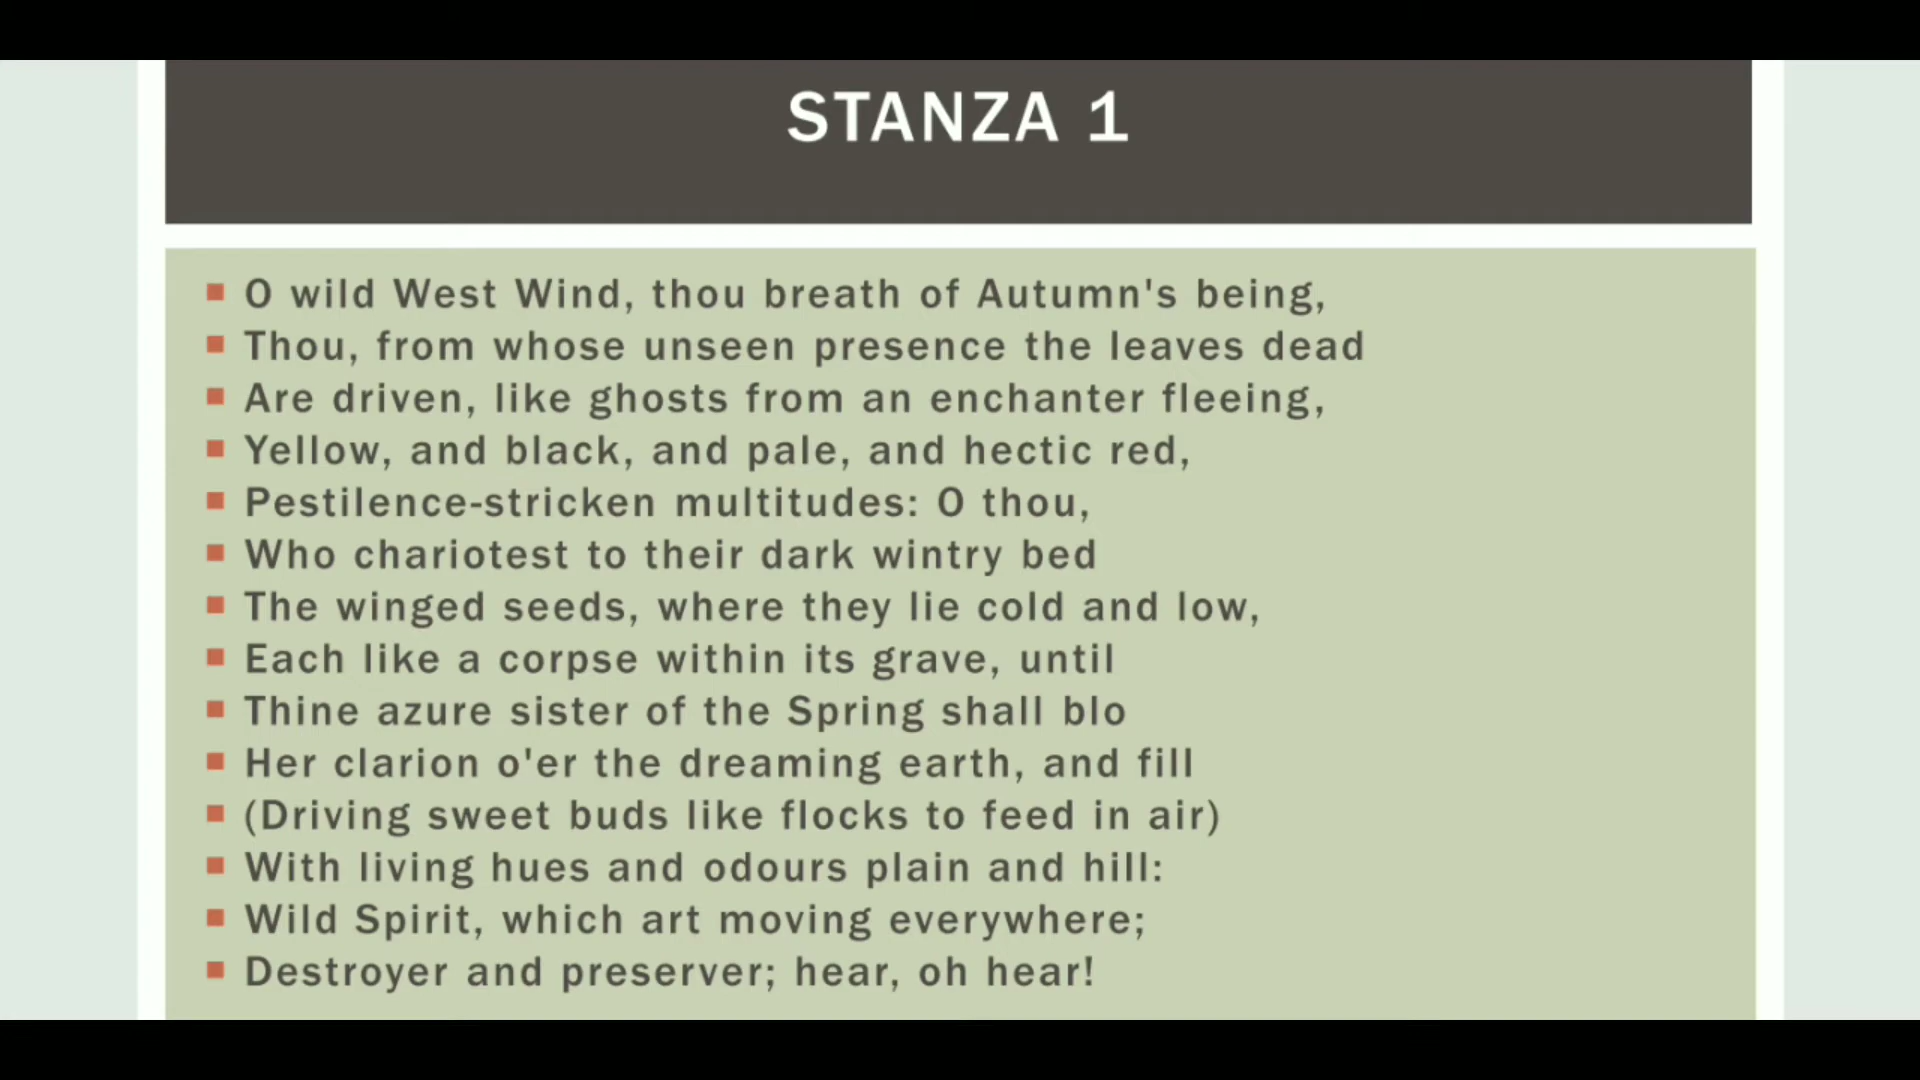 STANZA 1
O wild West Wind, thou breath of Autumn's being,
Thou, from whose unseen presence the leaves dead
Are driven, like ghosts from an enchanter fleeing,
Yellow, and black, and pale, and hectic red,
Pestilence-stricken multitudes: O thou,
Who chariotest to their dark wintry bed
The winged seeds, where they lie cold and low,
Each like a corpse within its grave, until
Thine azure sister of the Spring shall blo
Her clarion o'er the dreaming earth, and fill
(Driving sweet buds like flocks to feed in air)
With living hues and odours plain and hill:
Wild Spirit, which art moving everywhere;
Destroyer and preserver; hear, oh hear!